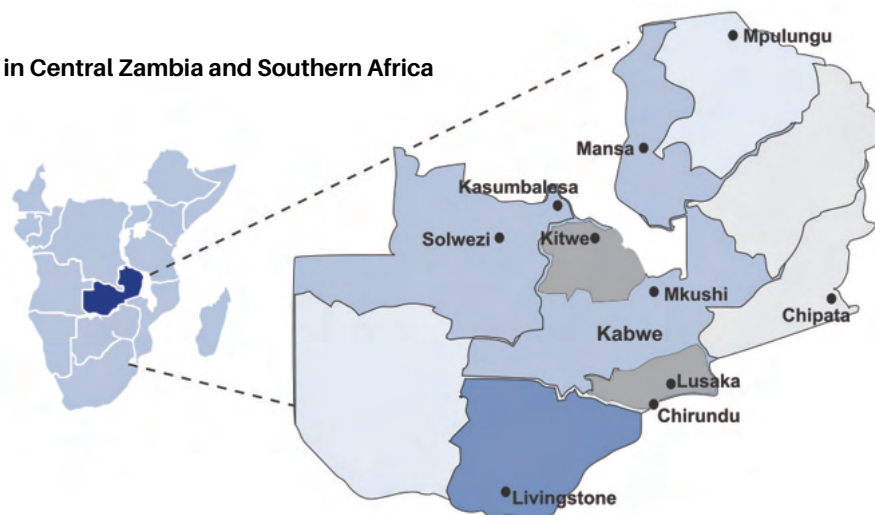 in Central Zambia and Southern Africa
Mpulungu
Mansa
Kasumbalesa
Solwezi
Kitwe
Mkushi
Chipata
Kabwe
Lusaka
Chirundu
Livingstone